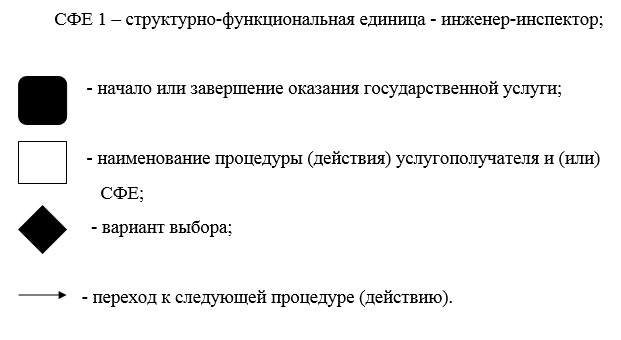 СФЕ 1 – структурно-функциональная единица - инженер-инспектор;
- начало или завершение оказания государственной услуги;
- наименование процедуры (действия) услугополучателя и (или)
СФЕ;
- вариант выбора;
- переход к следующей процедуре (действию).